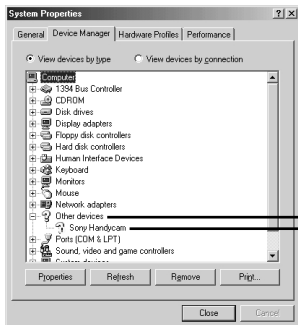 System Properties
General Device Manager Hardware Profiles Performance
View devices by type View devices by connection
Computer
1394 Bus Controller
CDROM
Disk drives
Display adapters
Floppy disk controllers
Hard disk controllers
Human Interface Devices
Keyboard
Monitors
Mouse
Network adapters
Other devices
Sony Handycam
Ports (COM & LPT)
Sound, video and game controllers
Properties Refresh Remove Print...
Close Cancel